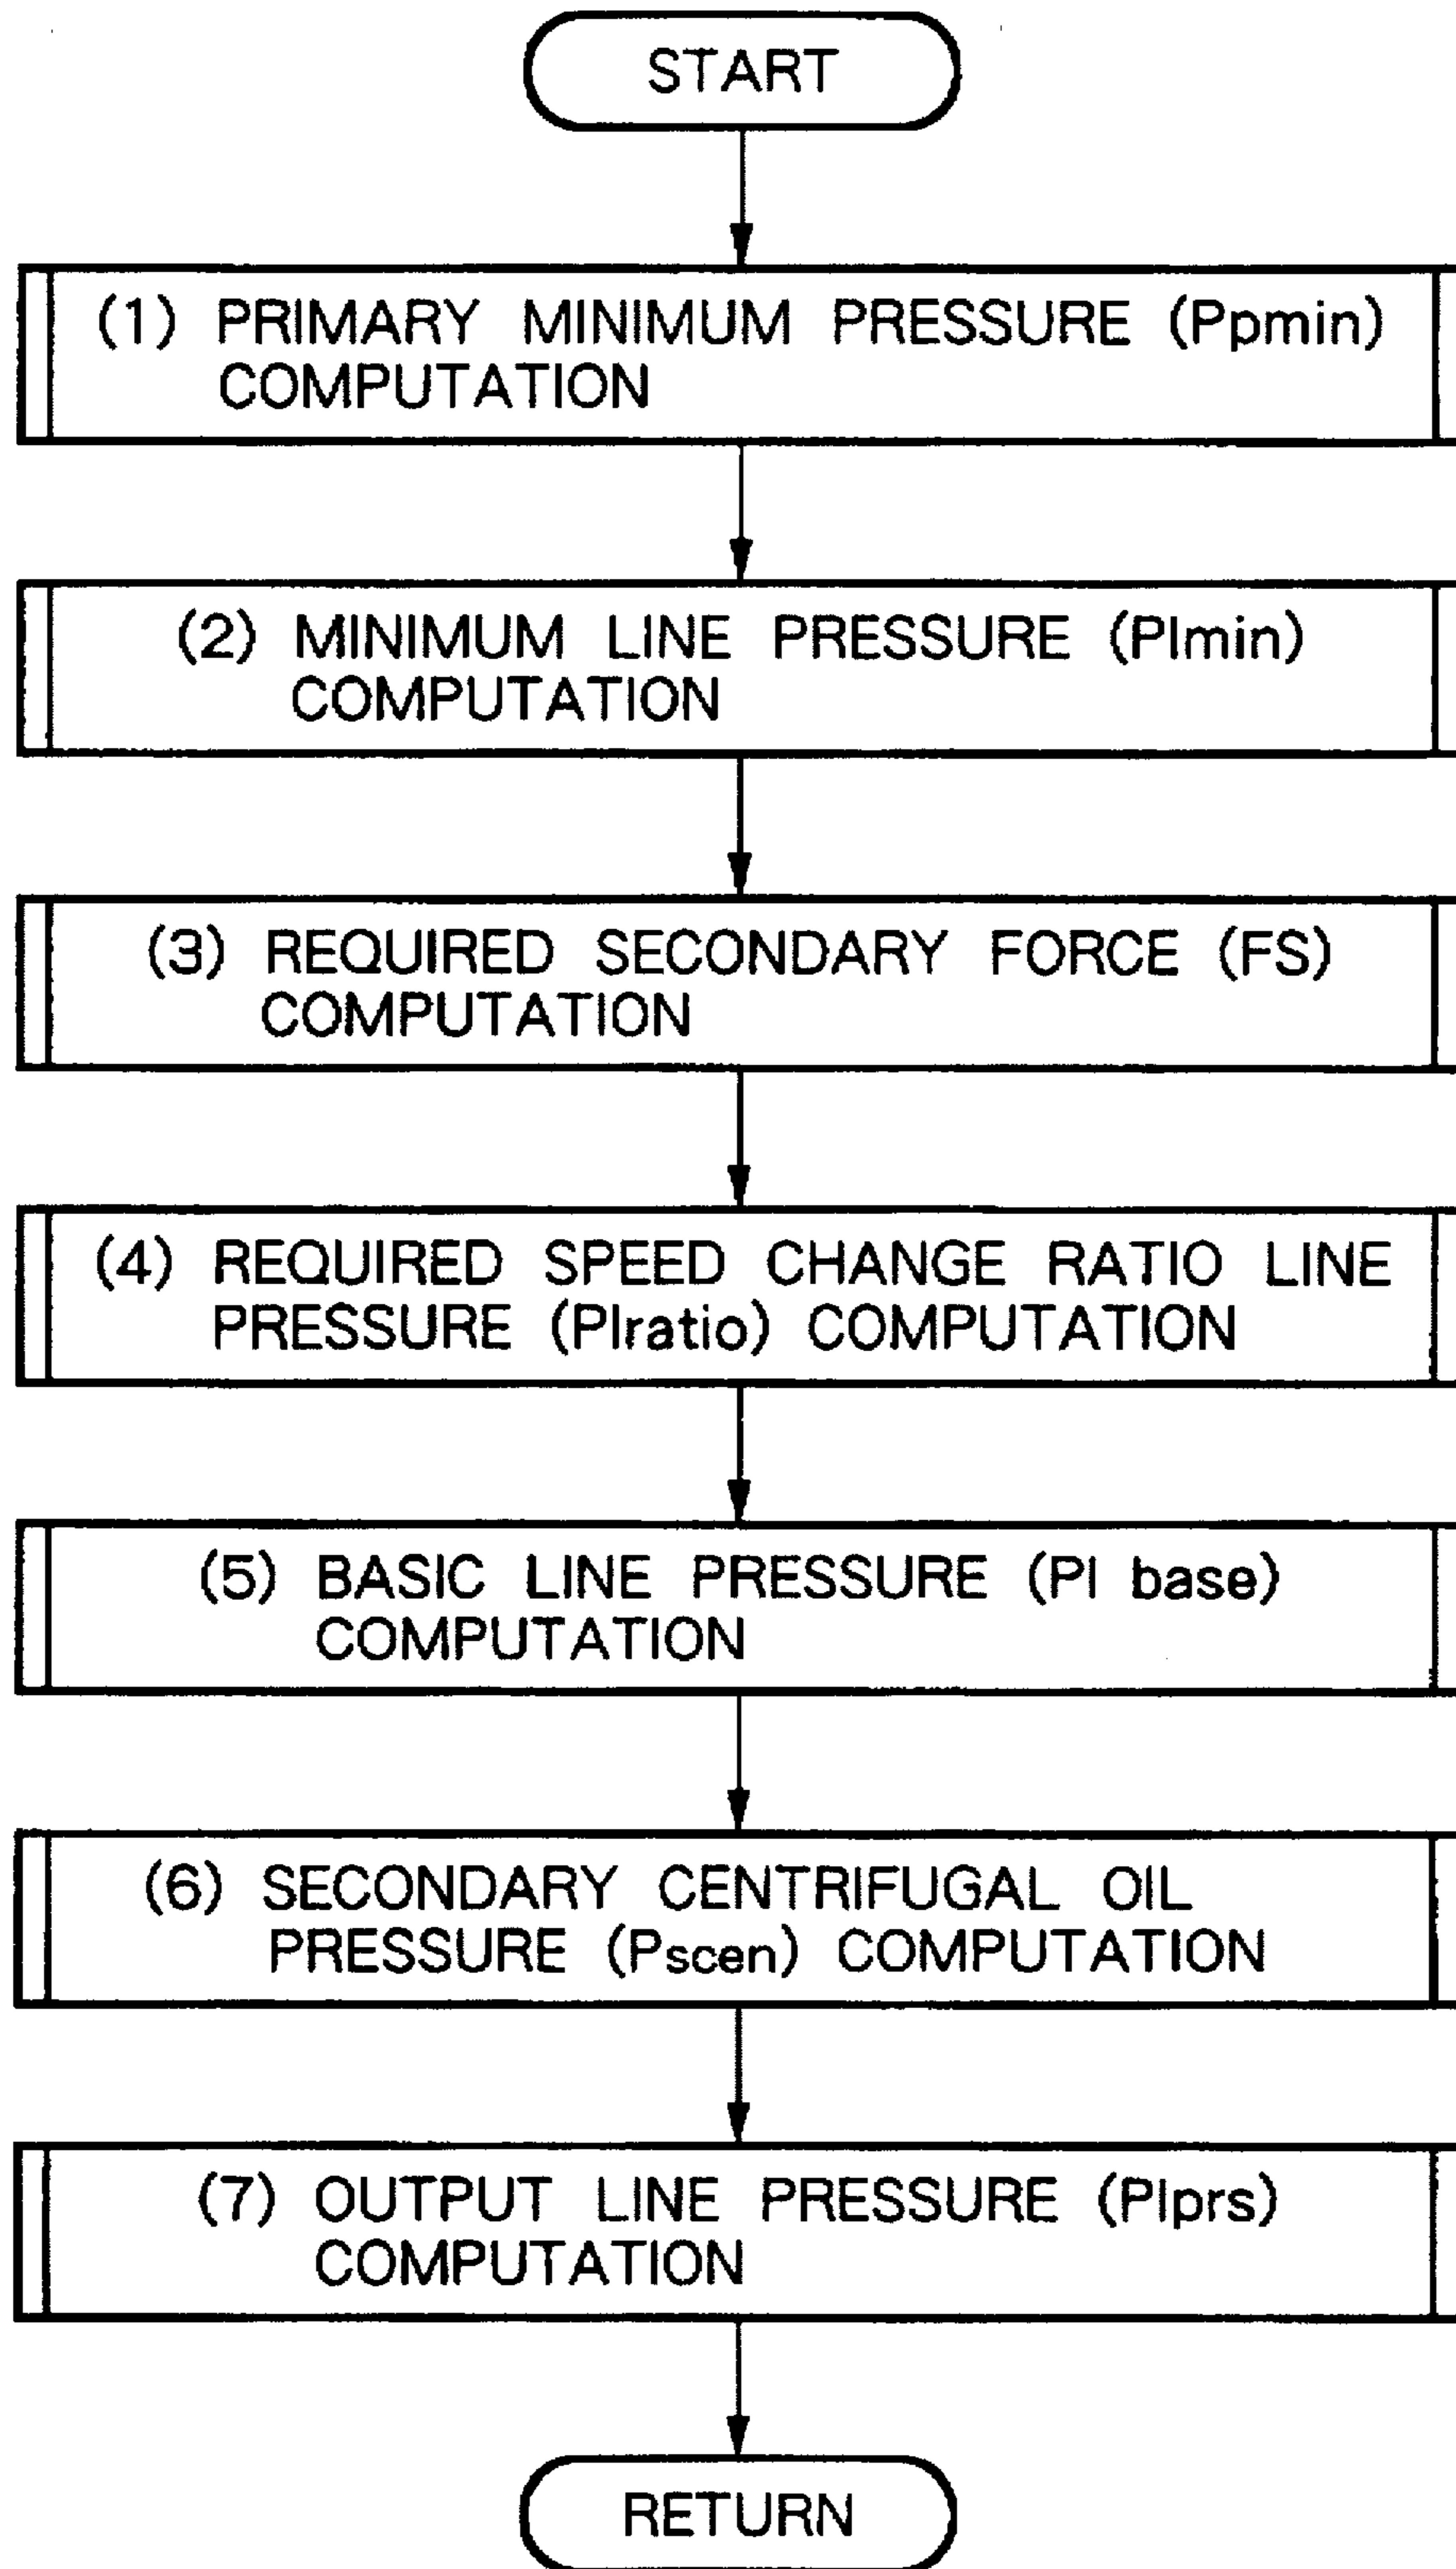 START
(1) PRIMARY MINIMUM PRESSURE (Ppmin)
COMPUTATION
(2) MINIMUM LINE PRESSURE (Plmin)
COMPUTATION
(3) REQUIRED SECONDARY FORCE (FS)
COMPUTATION
(4) REQUIRED SPEED CHANGE RATIO LINE
PRESSURE (Plratio) COMPUTATION
(5) BASIC LINE PRESSURE (Pl base)
COMPUTATION
(6) SECONDARY CENTRIFUGAL OIL
PRESSURE (Pscen) COMPUTATION
(7) OUTPUT LINE PRESSURE (Plprs)
COMPUTATION
RETURN